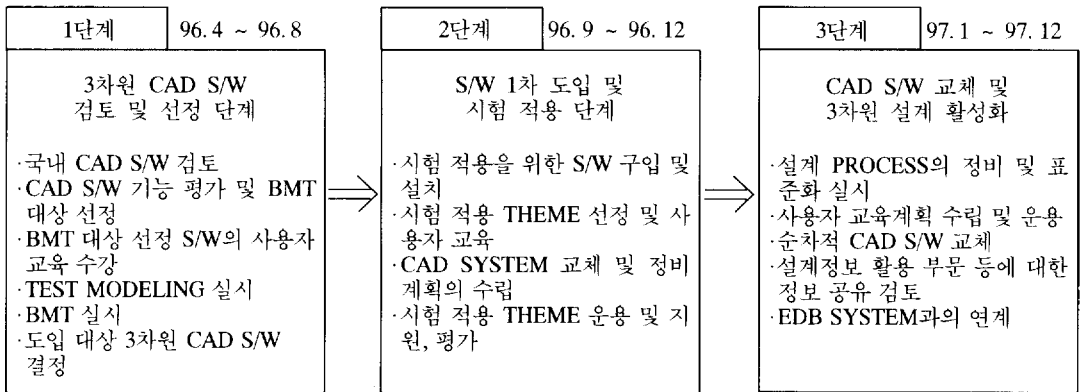 1단계
96. 4 ~ 96. 8
3차원 CAD S/W
검토 및 선정 단계
·국내 CAD S/W 검토
·CAD S/W 기능 평가 및 BMT
대상 선정
·BMT 대상 선정 S/W의 사용자
교육 수강
·TEST MODELING 실시
·BMT 실시
·도입 대상 3차원 CAD S/W
결정
2단계
96. 9 ~ 96. 12
S/W 1차 도입 및
시험 적용 단계
·시험 적용을 위한 S/W 구입 및
설치
·시험 적용 THEME 선정 및 사
용자 교육
·CAD SYSTEM 교체 및 정비
계획의 수립
·시험 적용 THEME 운용 및 지
원, 평가
3단계
97. 1 ~ 97. 12
CAD S/W 교체 및
3차원 설계 활성화
·설계 PROCESS의 정비 및 표
준화 실시
·사용자 교육계획 수립 및 운용
·순차적 CAD S/W 교체
·설계정보 활용 부문 등에 대한
정보 공유 검토
·EDB SYSTEM과의 연계